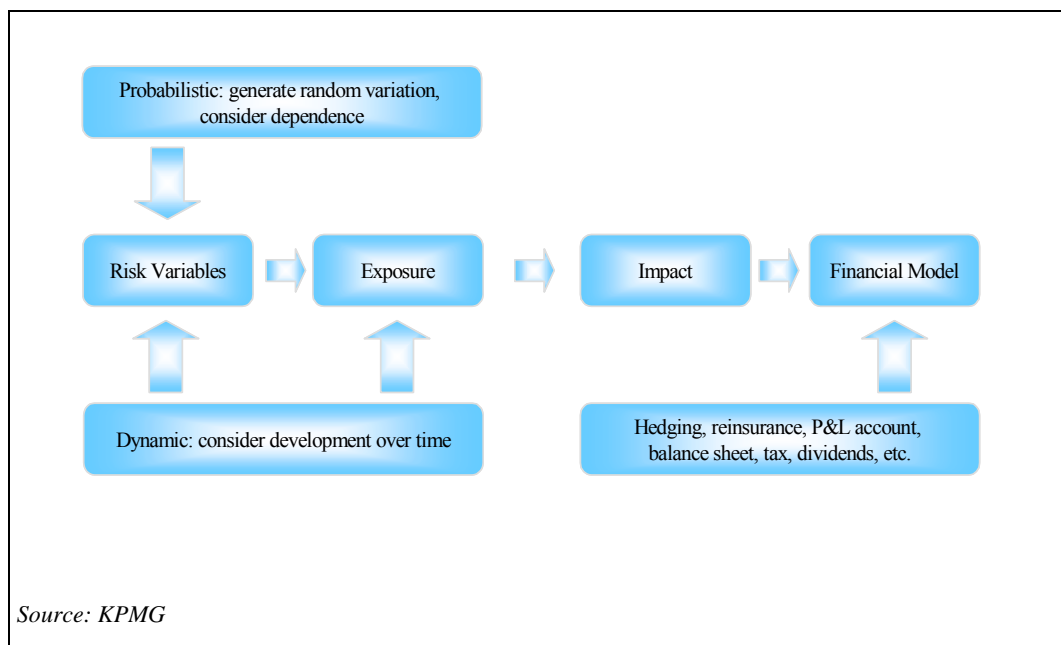 Probabilistic: generate random variation,
consider dependence
Risk Variables
Exposure
Impact
Financial Model
Dynamic: consider development over time
Hedging, reinsurance, P&L account,
balance sheet, tax, dividends, etc.
Source: KPMG